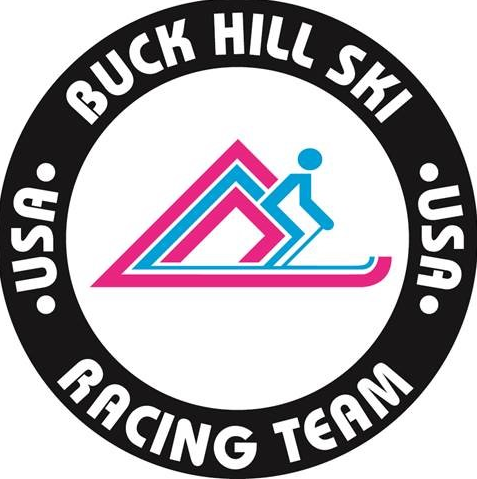 BUCK HILL SKI
• USA •
• USA •
RACING TEAM